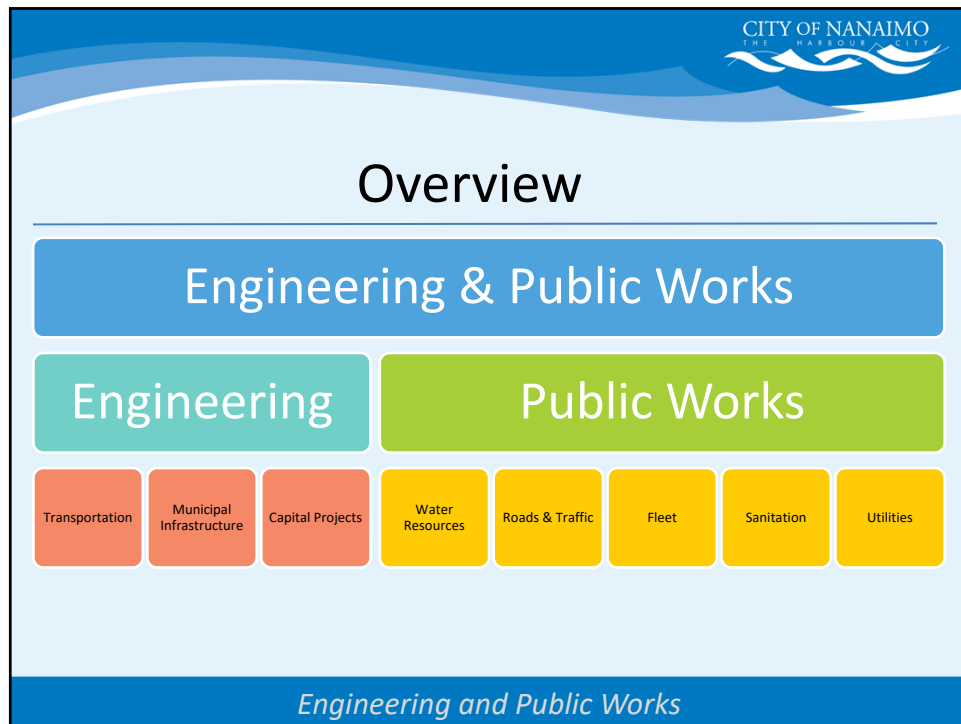 CITY OF NANAIMO
THE HARBOUR CITY
Overview
Engineering & Public Works
Engineering
Public Works
Transportation
Municipal
Infrastructure
Capital Projects
Water
Resources
Roads & Traffic
Fleet
Sanitation
Utilities
Engineering and Public Works